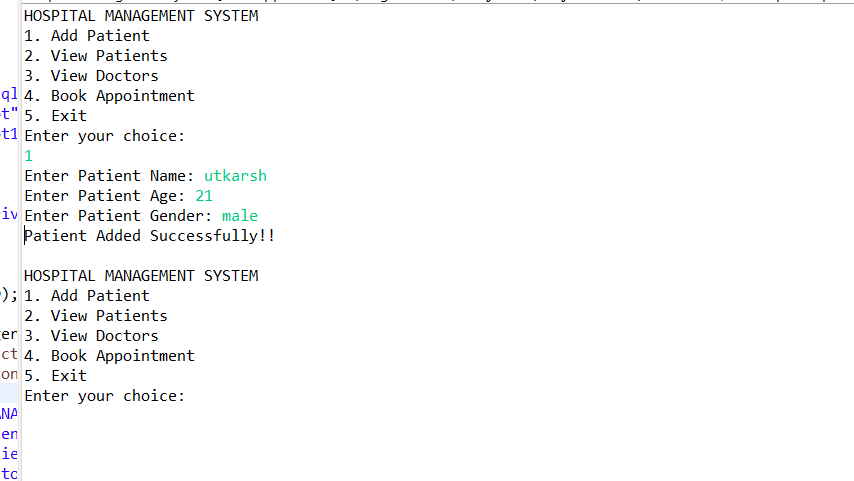 HOSPITAL MANAGEMENT SYSTEM
1. Add Patient
2. View Patients
3. View Doctors
4. Book Appointment
5. Exit
Enter your choice:
1
Enter Patient Name: utkarsh
Enter Patient Age: 21
Enter Patient Gender: male
Patient Added Successfully!!
HOSPITAL MANAGEMENT SYSTEM
1. Add Patient
2. View Patients
3. View Doctors
4. Book Appointment
5. Exit
Enter your choice: